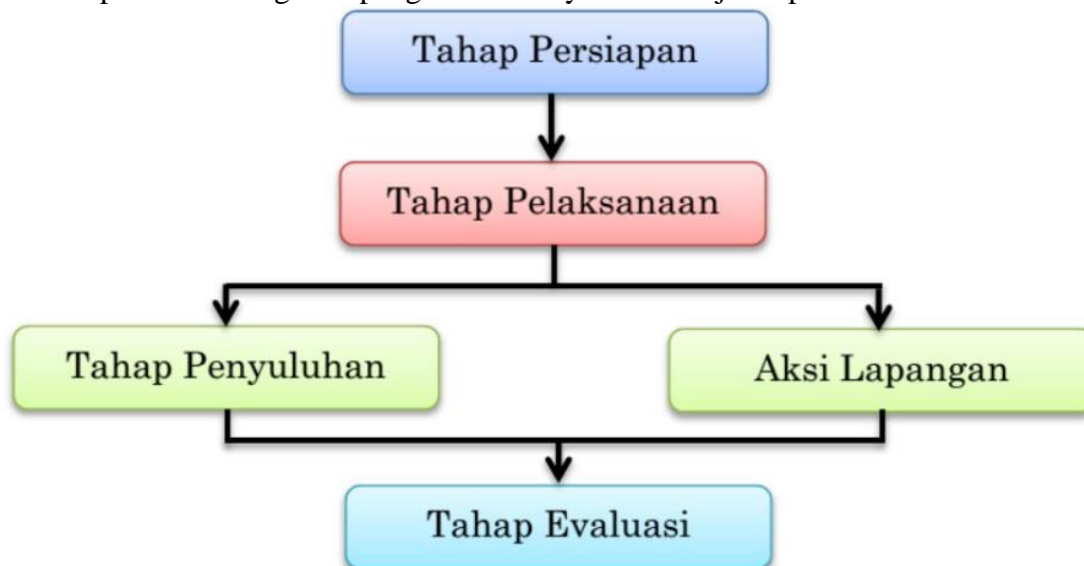 Tahap Persiapan
Tahap Pelaksanaan
Tahap Penyuluhan
Aksi Lapangan
Tahap Evaluasi